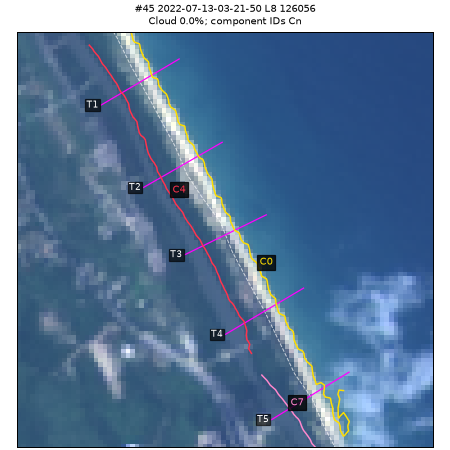 #45 2022-07-13-03-21-50 L8 126056
Cloud 0.0%; component IDs Cn
T1
T2
C4
T3
C0
T4
C7
T5